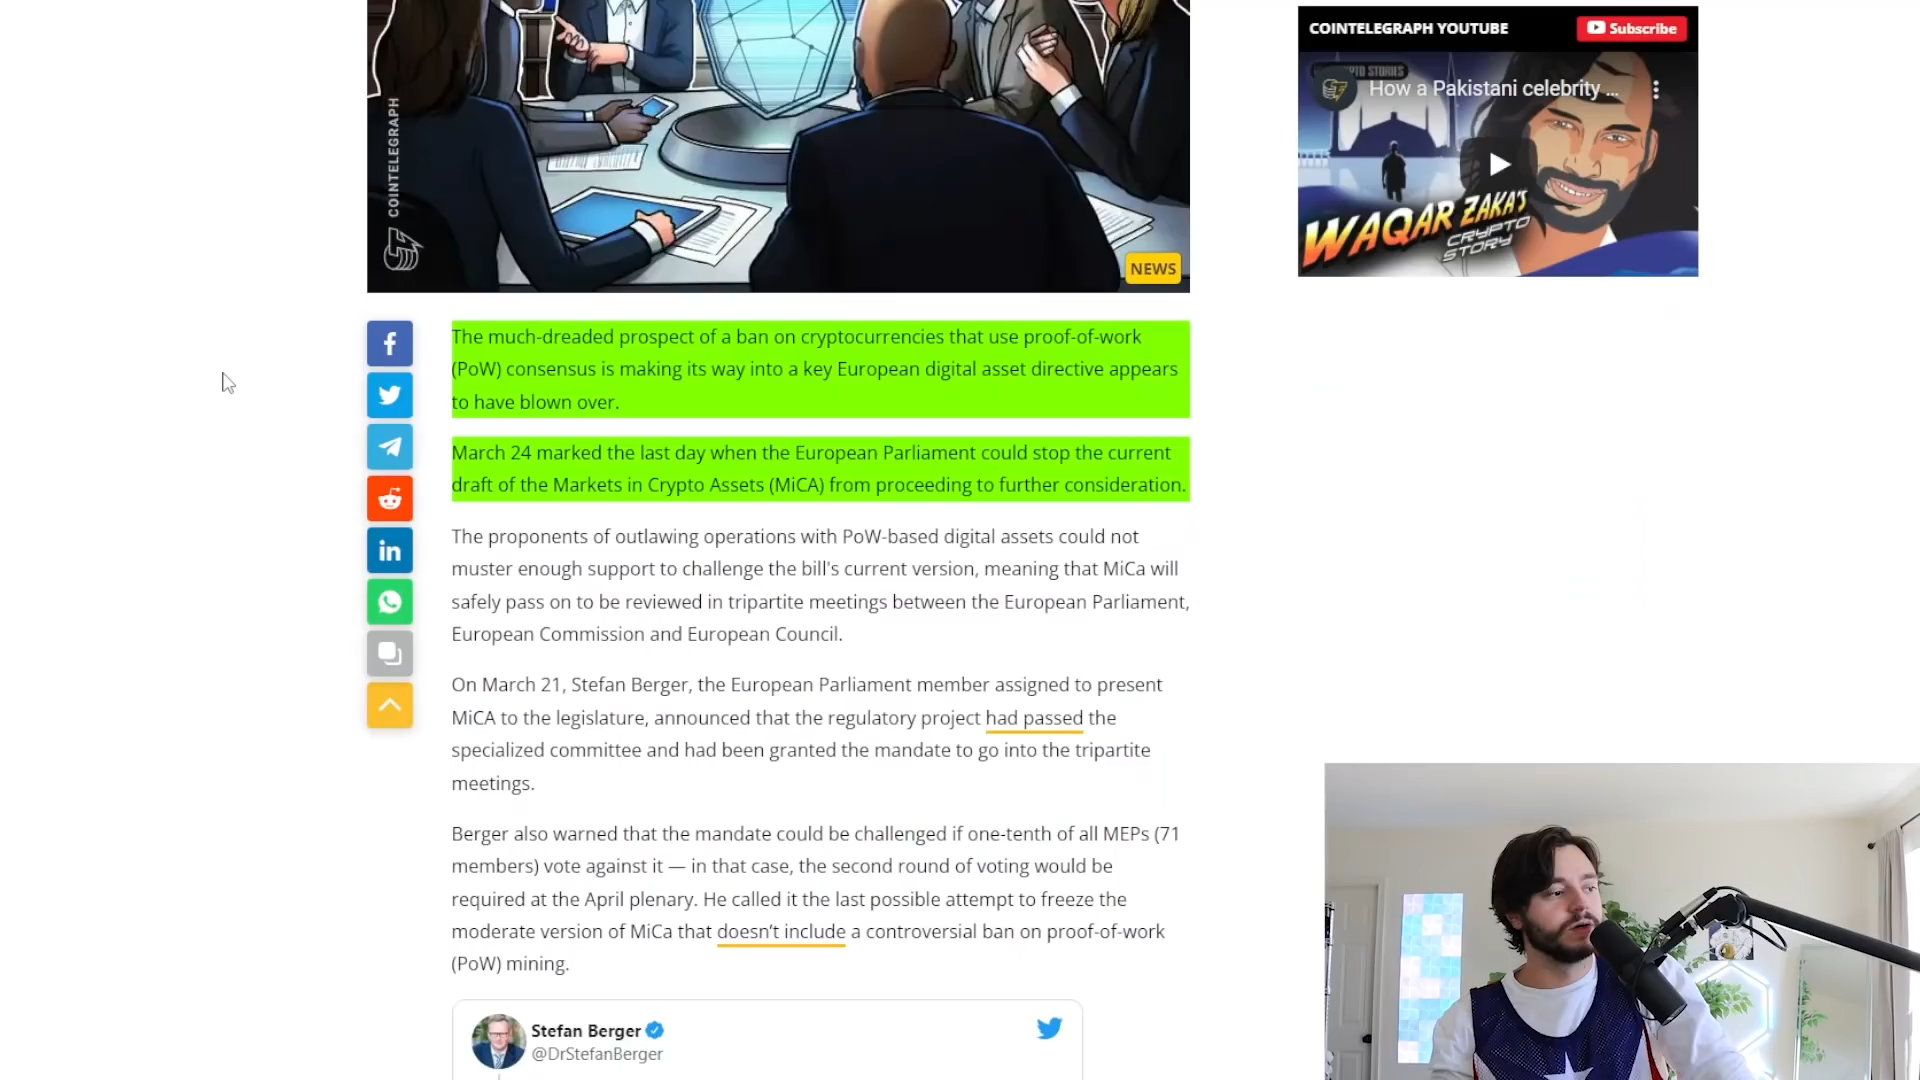 COINTELEGRAPH YOUTUBE
Subscribe
CRYPTO STORIES
How a Pakistani celebrity ...
WAQAR ZAKA'S
CRYPTO
STORY
COINTELEGRAPH
NEWS
The much-dreaded prospect of a ban on cryptocurrencies that use proof-of-work
(PoW) consensus is making its way into a key European digital asset directive appears
to have blown over.
March 24 marked the last day when the European Parliament could stop the current
draft of the Markets in Crypto Assets (MiCA) from proceeding to further consideration.
The proponents of outlawing operations with PoW-based digital assets could not
muster enough support to challenge the bill's current version, meaning that MiCa will
safely pass on to be reviewed in tripartite meetings between the European Parliament,
European Commission and European Council.
On March 21, Stefan Berger, the European Parliament member assigned to present
MiCA to the legislature, announced that the regulatory project had passed the
specialized committee and had been granted the mandate to go into the tripartite
meetings.
Berger also warned that the mandate could be challenged if one-tenth of all MEPs (71
members) vote against it — in that case, the second round of voting would be
required at the April plenary. He called it the last possible attempt to freeze the
moderate version of MiCa that doesn't include a controversial ban on proof-of-work
(PoW) mining.
Stefan Berger
@DrStefanBerger